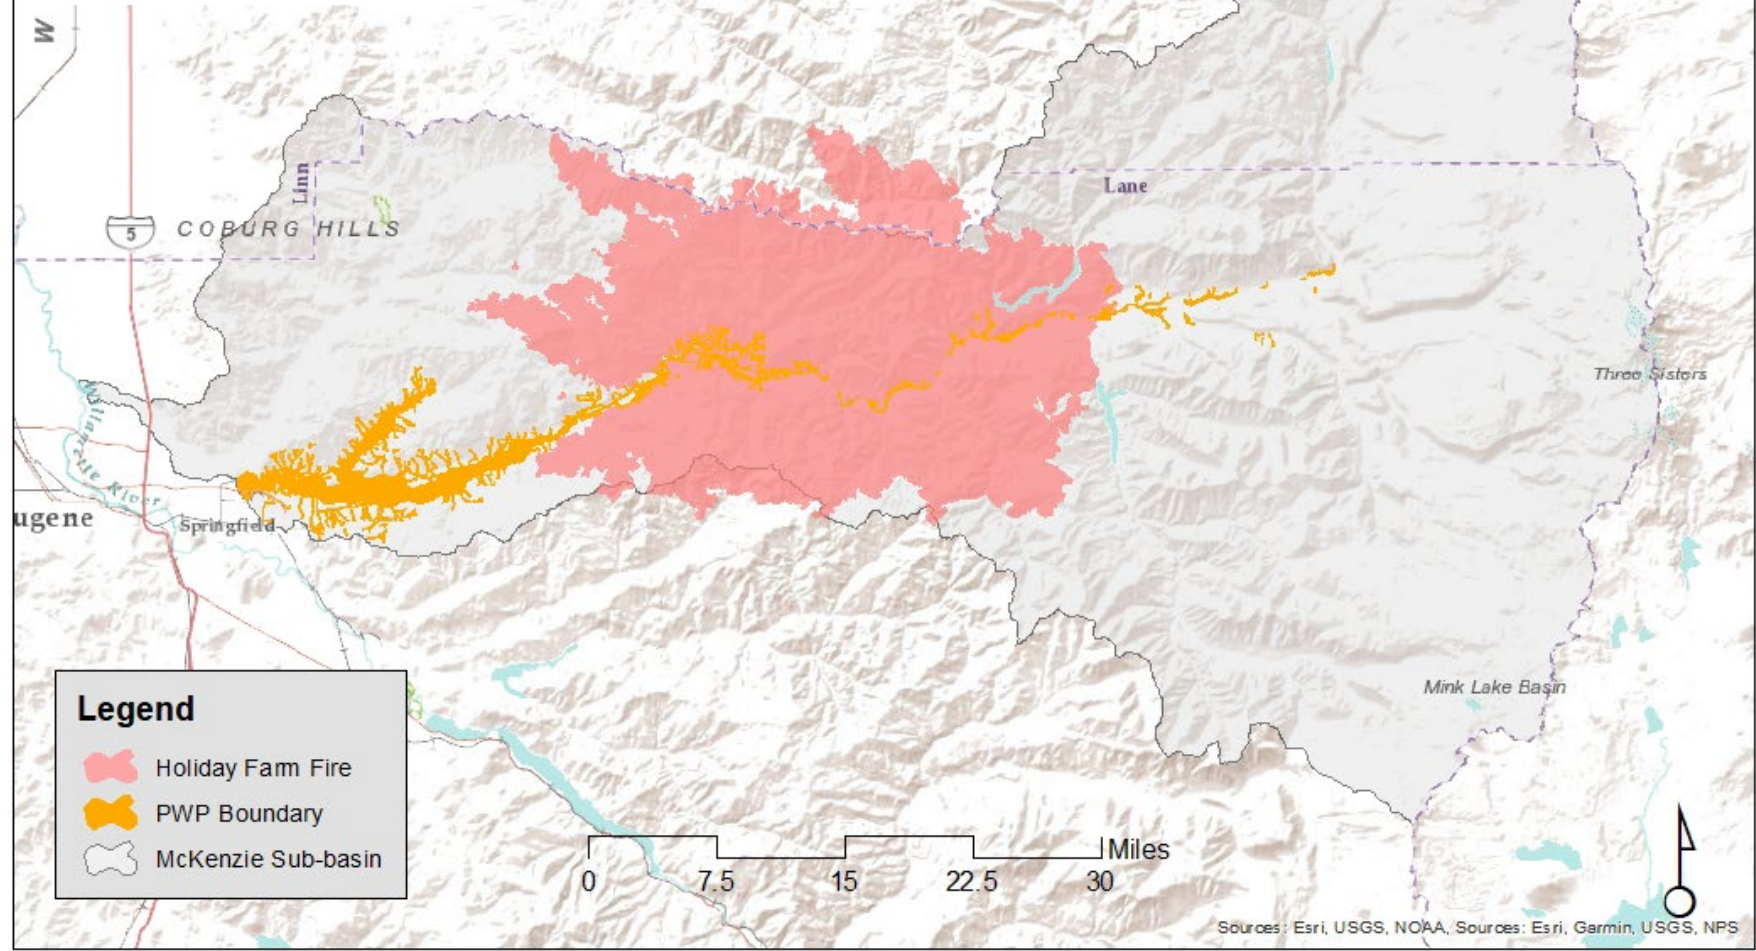 W
Linn
Lane
5
COBURG HILLS
Three Sisters
Willamette River
ugene
Springfield
Mink Lake Basin
Legend
Holiday Farm Fire
PWP Boundary
McKenzie Sub-basin
Miles
0 7.5 15 22.5 30
Sources: Esri, USGS, NOAA, Sources: Esri, Garmin, USGS, NPS